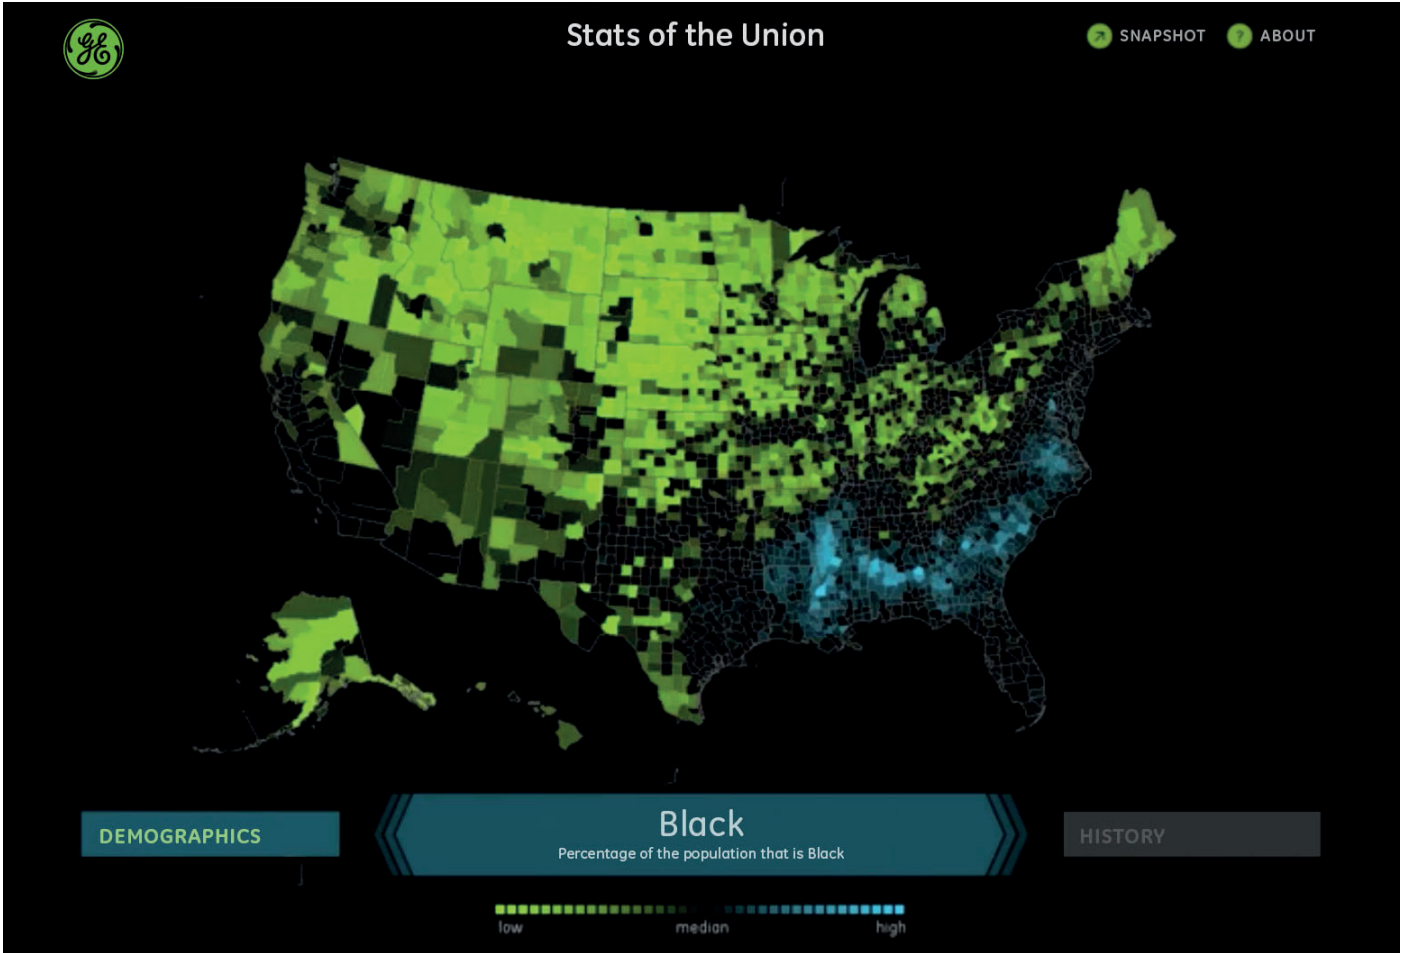 GE
Stats of the Union
SNAPSHOT
? ABOUT
DEMOGRAPHICS
Black
Percentage of the population that is Black
HISTORY
low median high